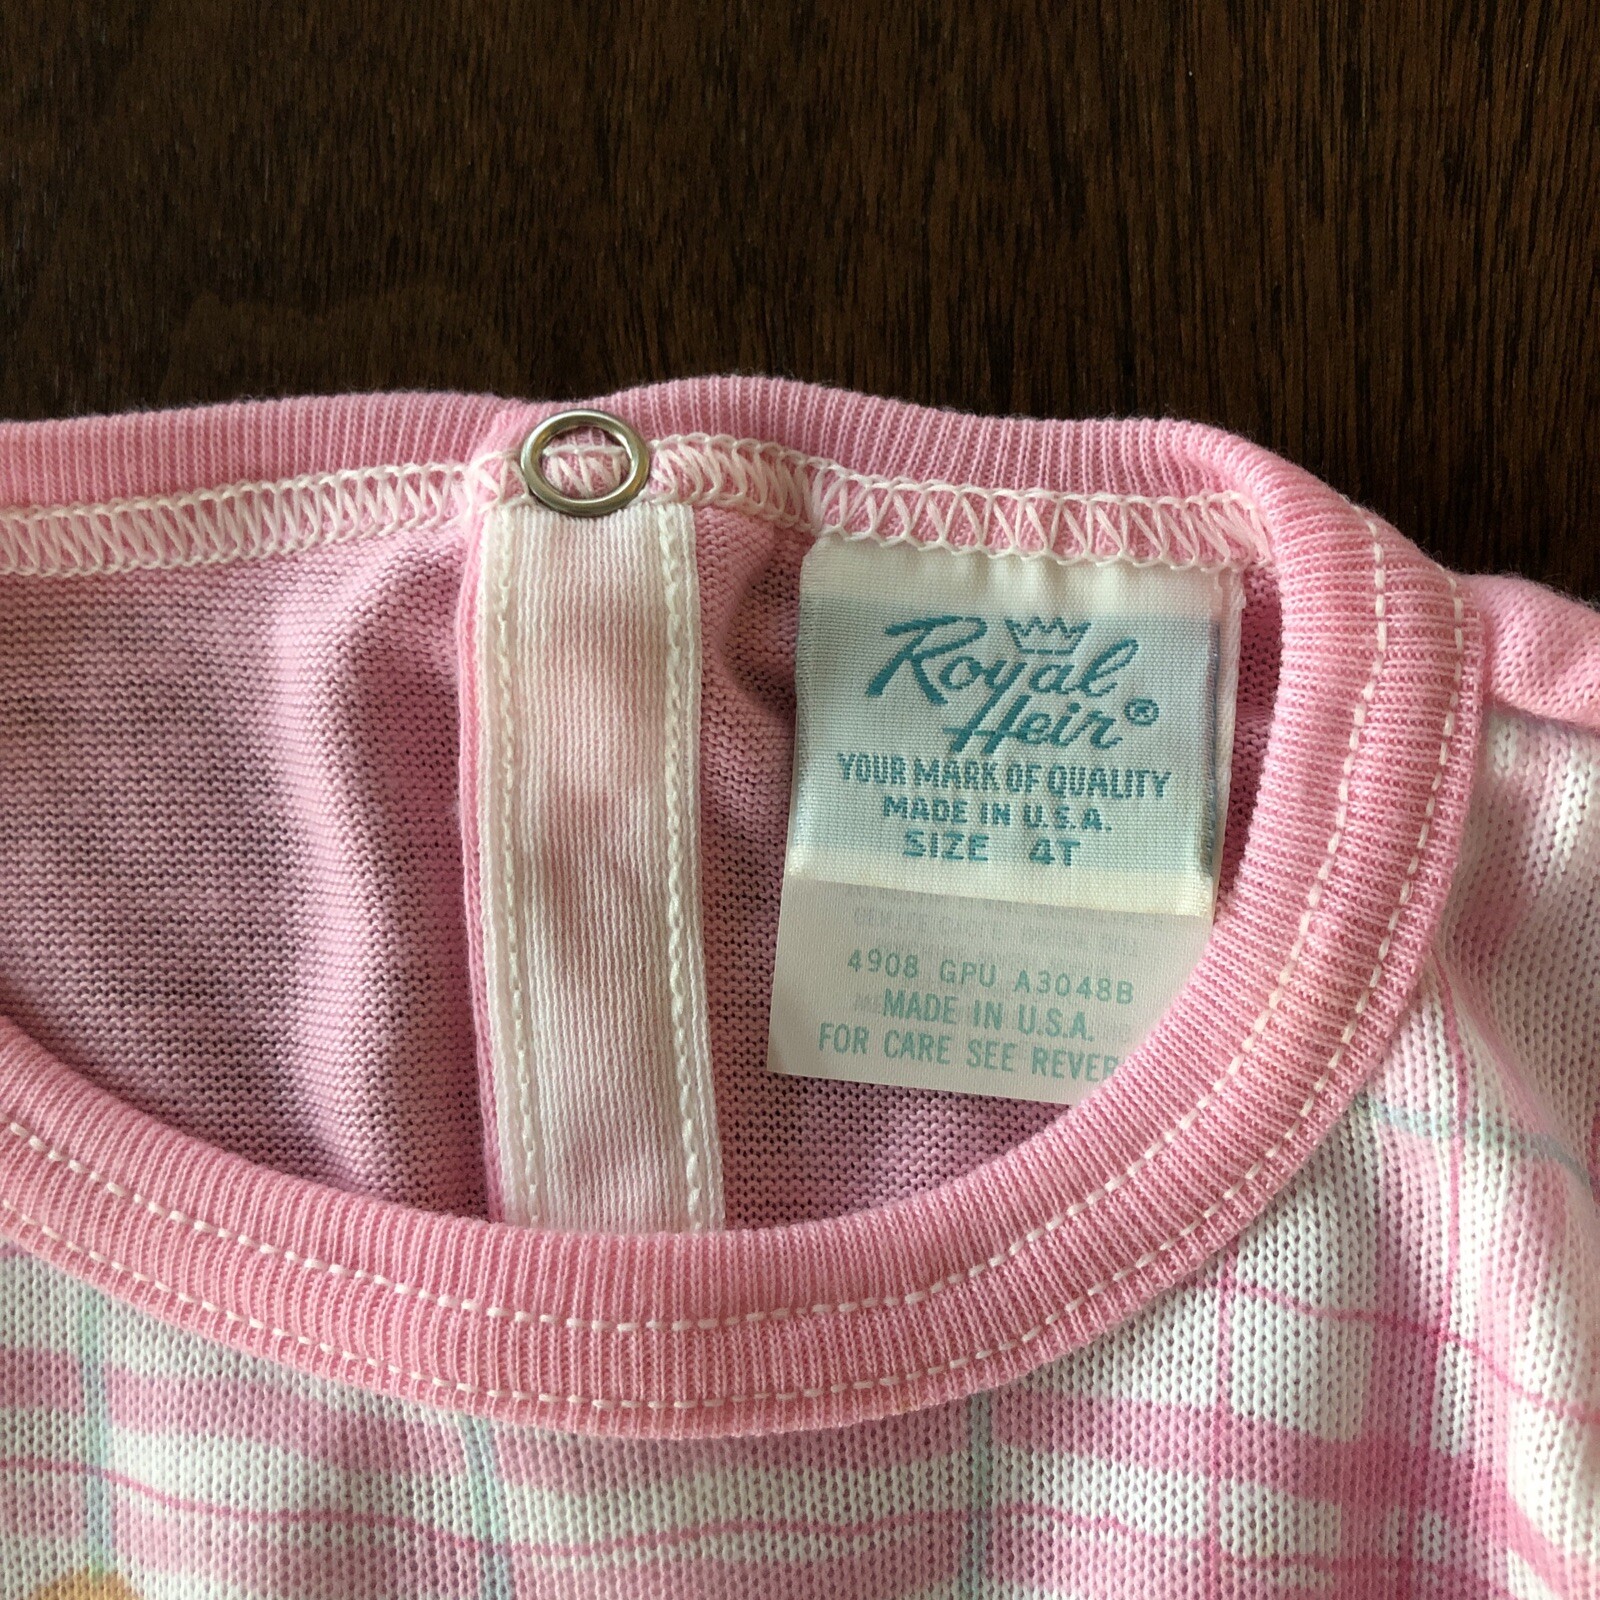 Royal
Heir®
YOUR MARK OF QUALITY
MADE IN U.S.A.
SIZE 4T
4908 GPU A3048B
MADE IN U.S.A.
FOR CARE SEE REVER